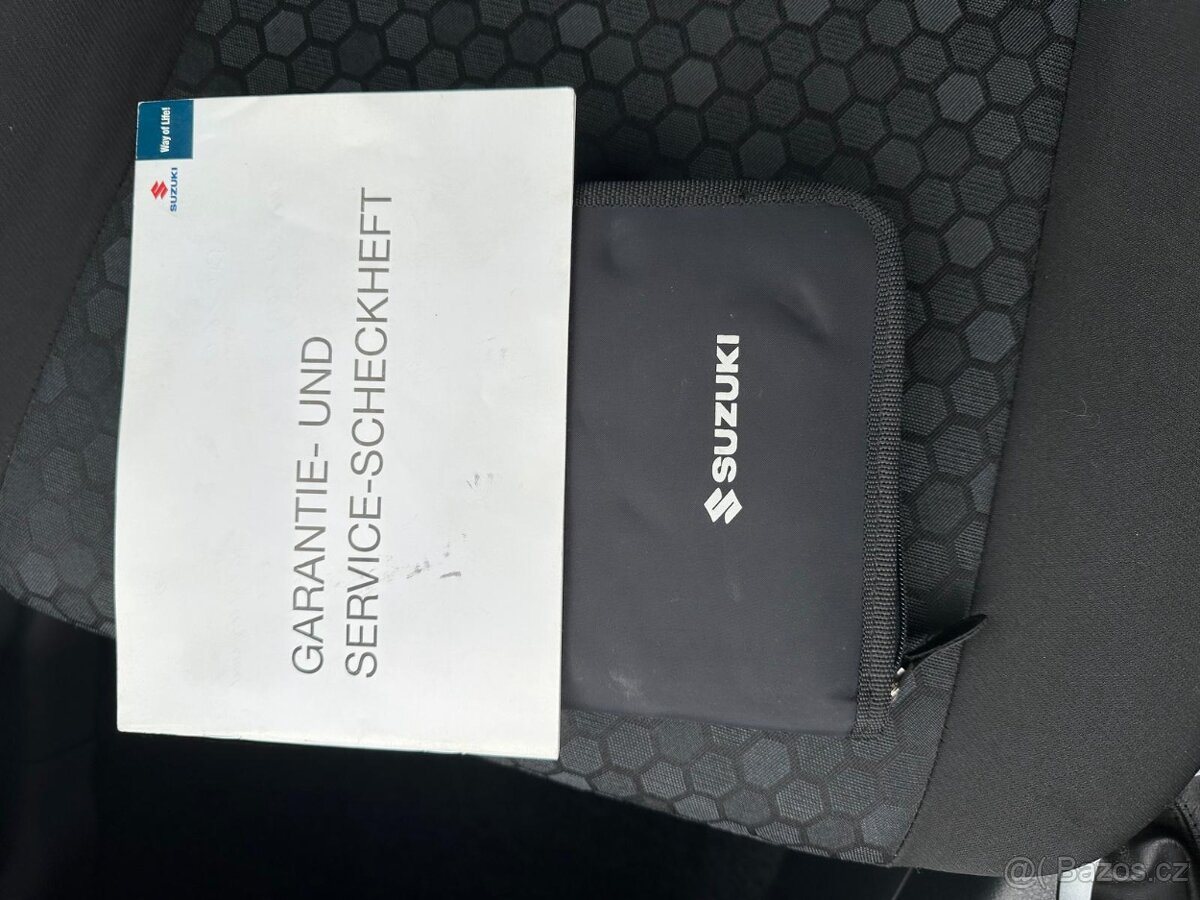 Way of Life!
SUZUKI
GARANTIE- UND
SERVICE-SCHECKHEFT
SUZUKI
@( Bazos.cz